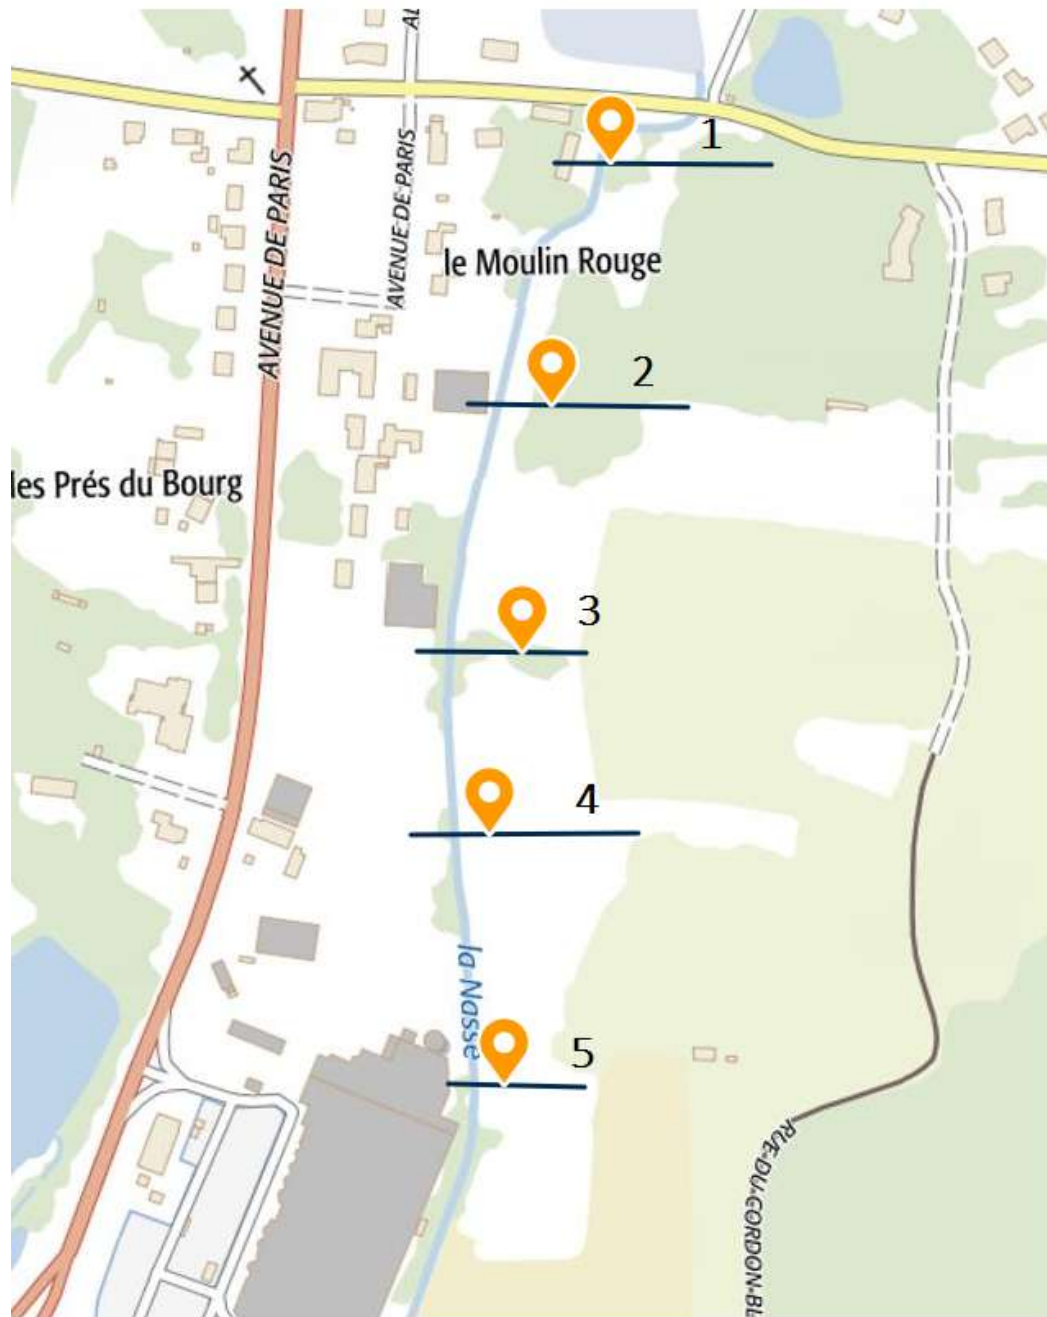 AL
1
AVENUE DE PARIS
AVENUE DE PARIS
le Moulin Rouge
2
les Prés du Bourg
3
4
la Nasse
5
RUE DU CORDON-BL